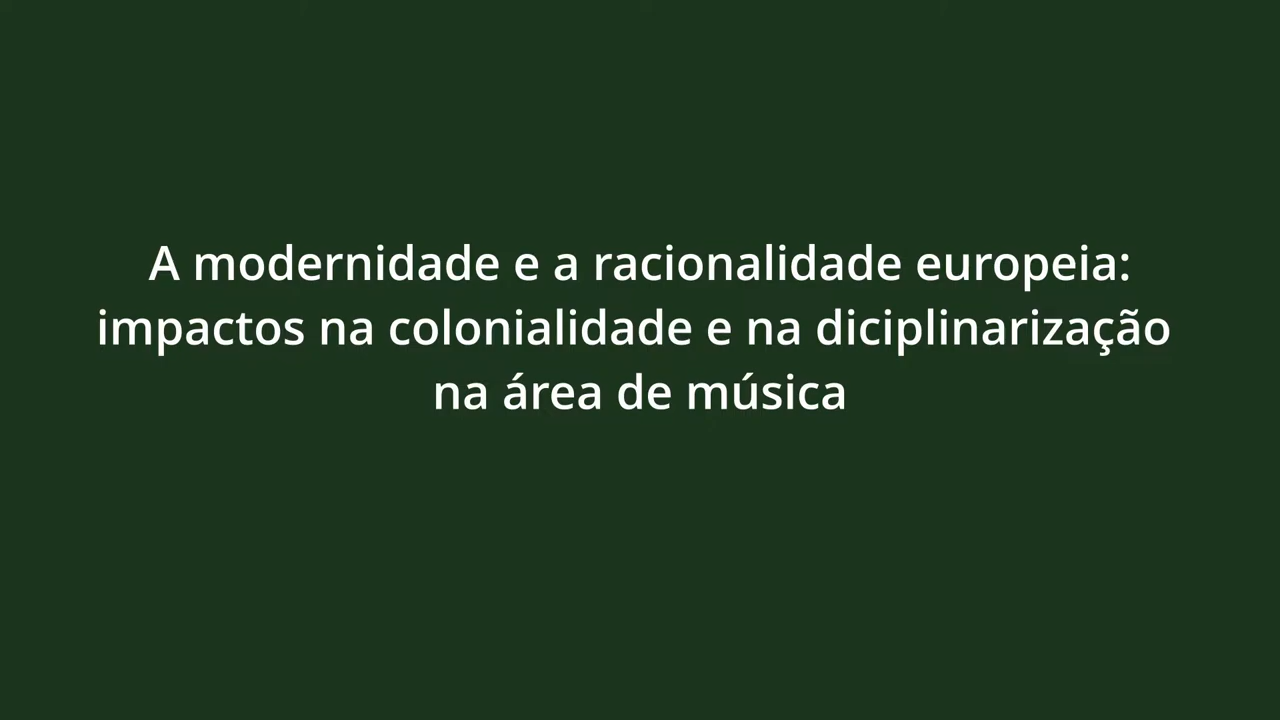 A modernidade e a racionalidade europeia:
impactos na colonialidade e na diciplinarização
na área de música